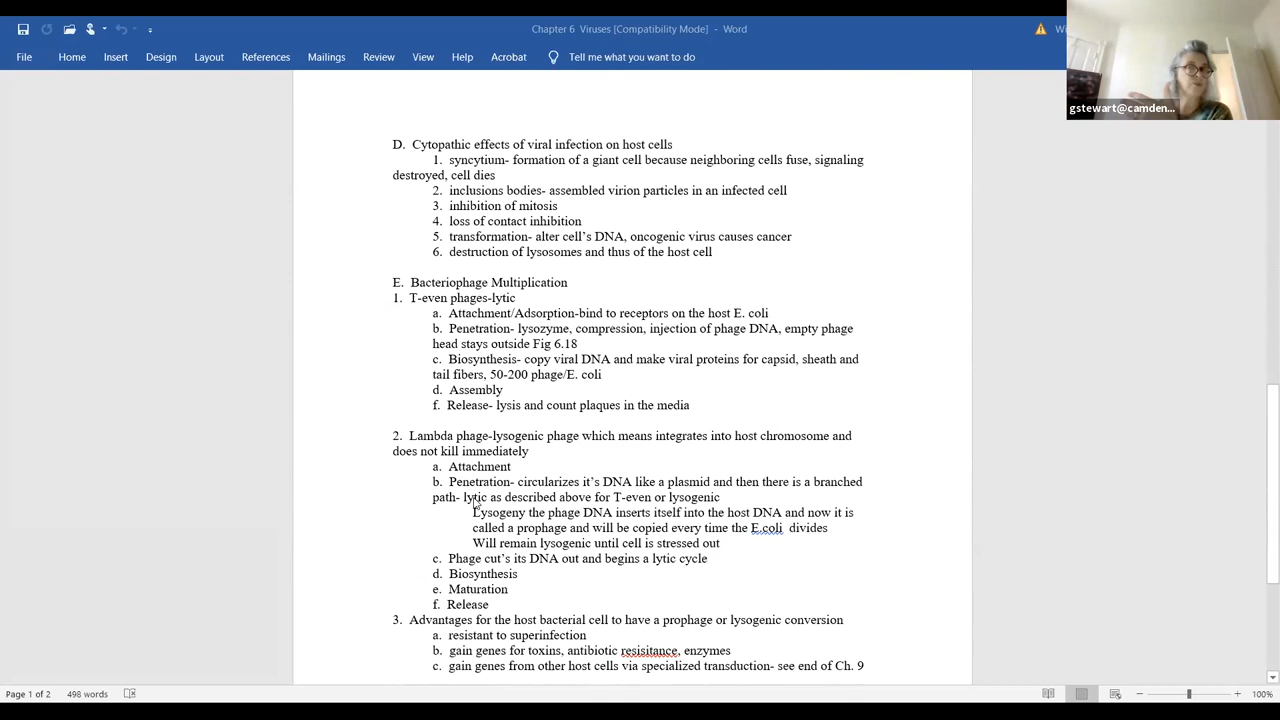 Chapter 6 Viruses [Compatibility Mode] - Word
Wi
File Home Insert Design Layout References Mailings Review View Help Acrobat Tell me what you want to do
gstewart@camden...
D. Cytopathic effects of viral infection on host cells
1. syncytium- formation of a giant cell because neighboring cells fuse, signaling
destroyed, cell dies
2. inclusions bodies- assembled virion particles in an infected cell
3. inhibition of mitosis
4. loss of contact inhibition
5. transformation- alter cell's DNA, oncogenic virus causes cancer
6. destruction of lysosomes and thus of the host cell
E. Bacteriophage Multiplication
1. T-even phages-lytic
a. Attachment/Adsorption-bind to receptors on the host E. coli
b. Penetration- lysozyme, compression, injection of phage DNA, empty phage
head stays outside Fig 6.18
c. Biosynthesis- copy viral DNA and make viral proteins for capsid, sheath and
tail fibers, 50-200 phage/E. coli
d. Assembly
f. Release- lysis and count plaques in the media
2. Lambda phage-lysogenic phage which means integrates into host chromosome and
does not kill immediately
a. Attachment
b. Penetration- circularizes it's DNA like a plasmid and then there is a branched
path- lytic as described above for T-even or lysogenic
Lysogeny the phage DNA inserts itself into the host DNA and now it is
called a prophage and will be copied every time the E.coli divides
Will remain lysogenic until cell is stressed out
c. Phage cut's its DNA out and begins a lytic cycle
d. Biosynthesis
e. Maturation
f. Release
3. Advantages for the host bacterial cell to have a prophage or lysogenic conversion
a. resistant to superinfection
b. gain genes for toxins, antibiotic resisitance, enzymes
c. gain genes from other host cells via specialized transduction- see end of Ch. 9
Page 1 of 2 498 words 100%